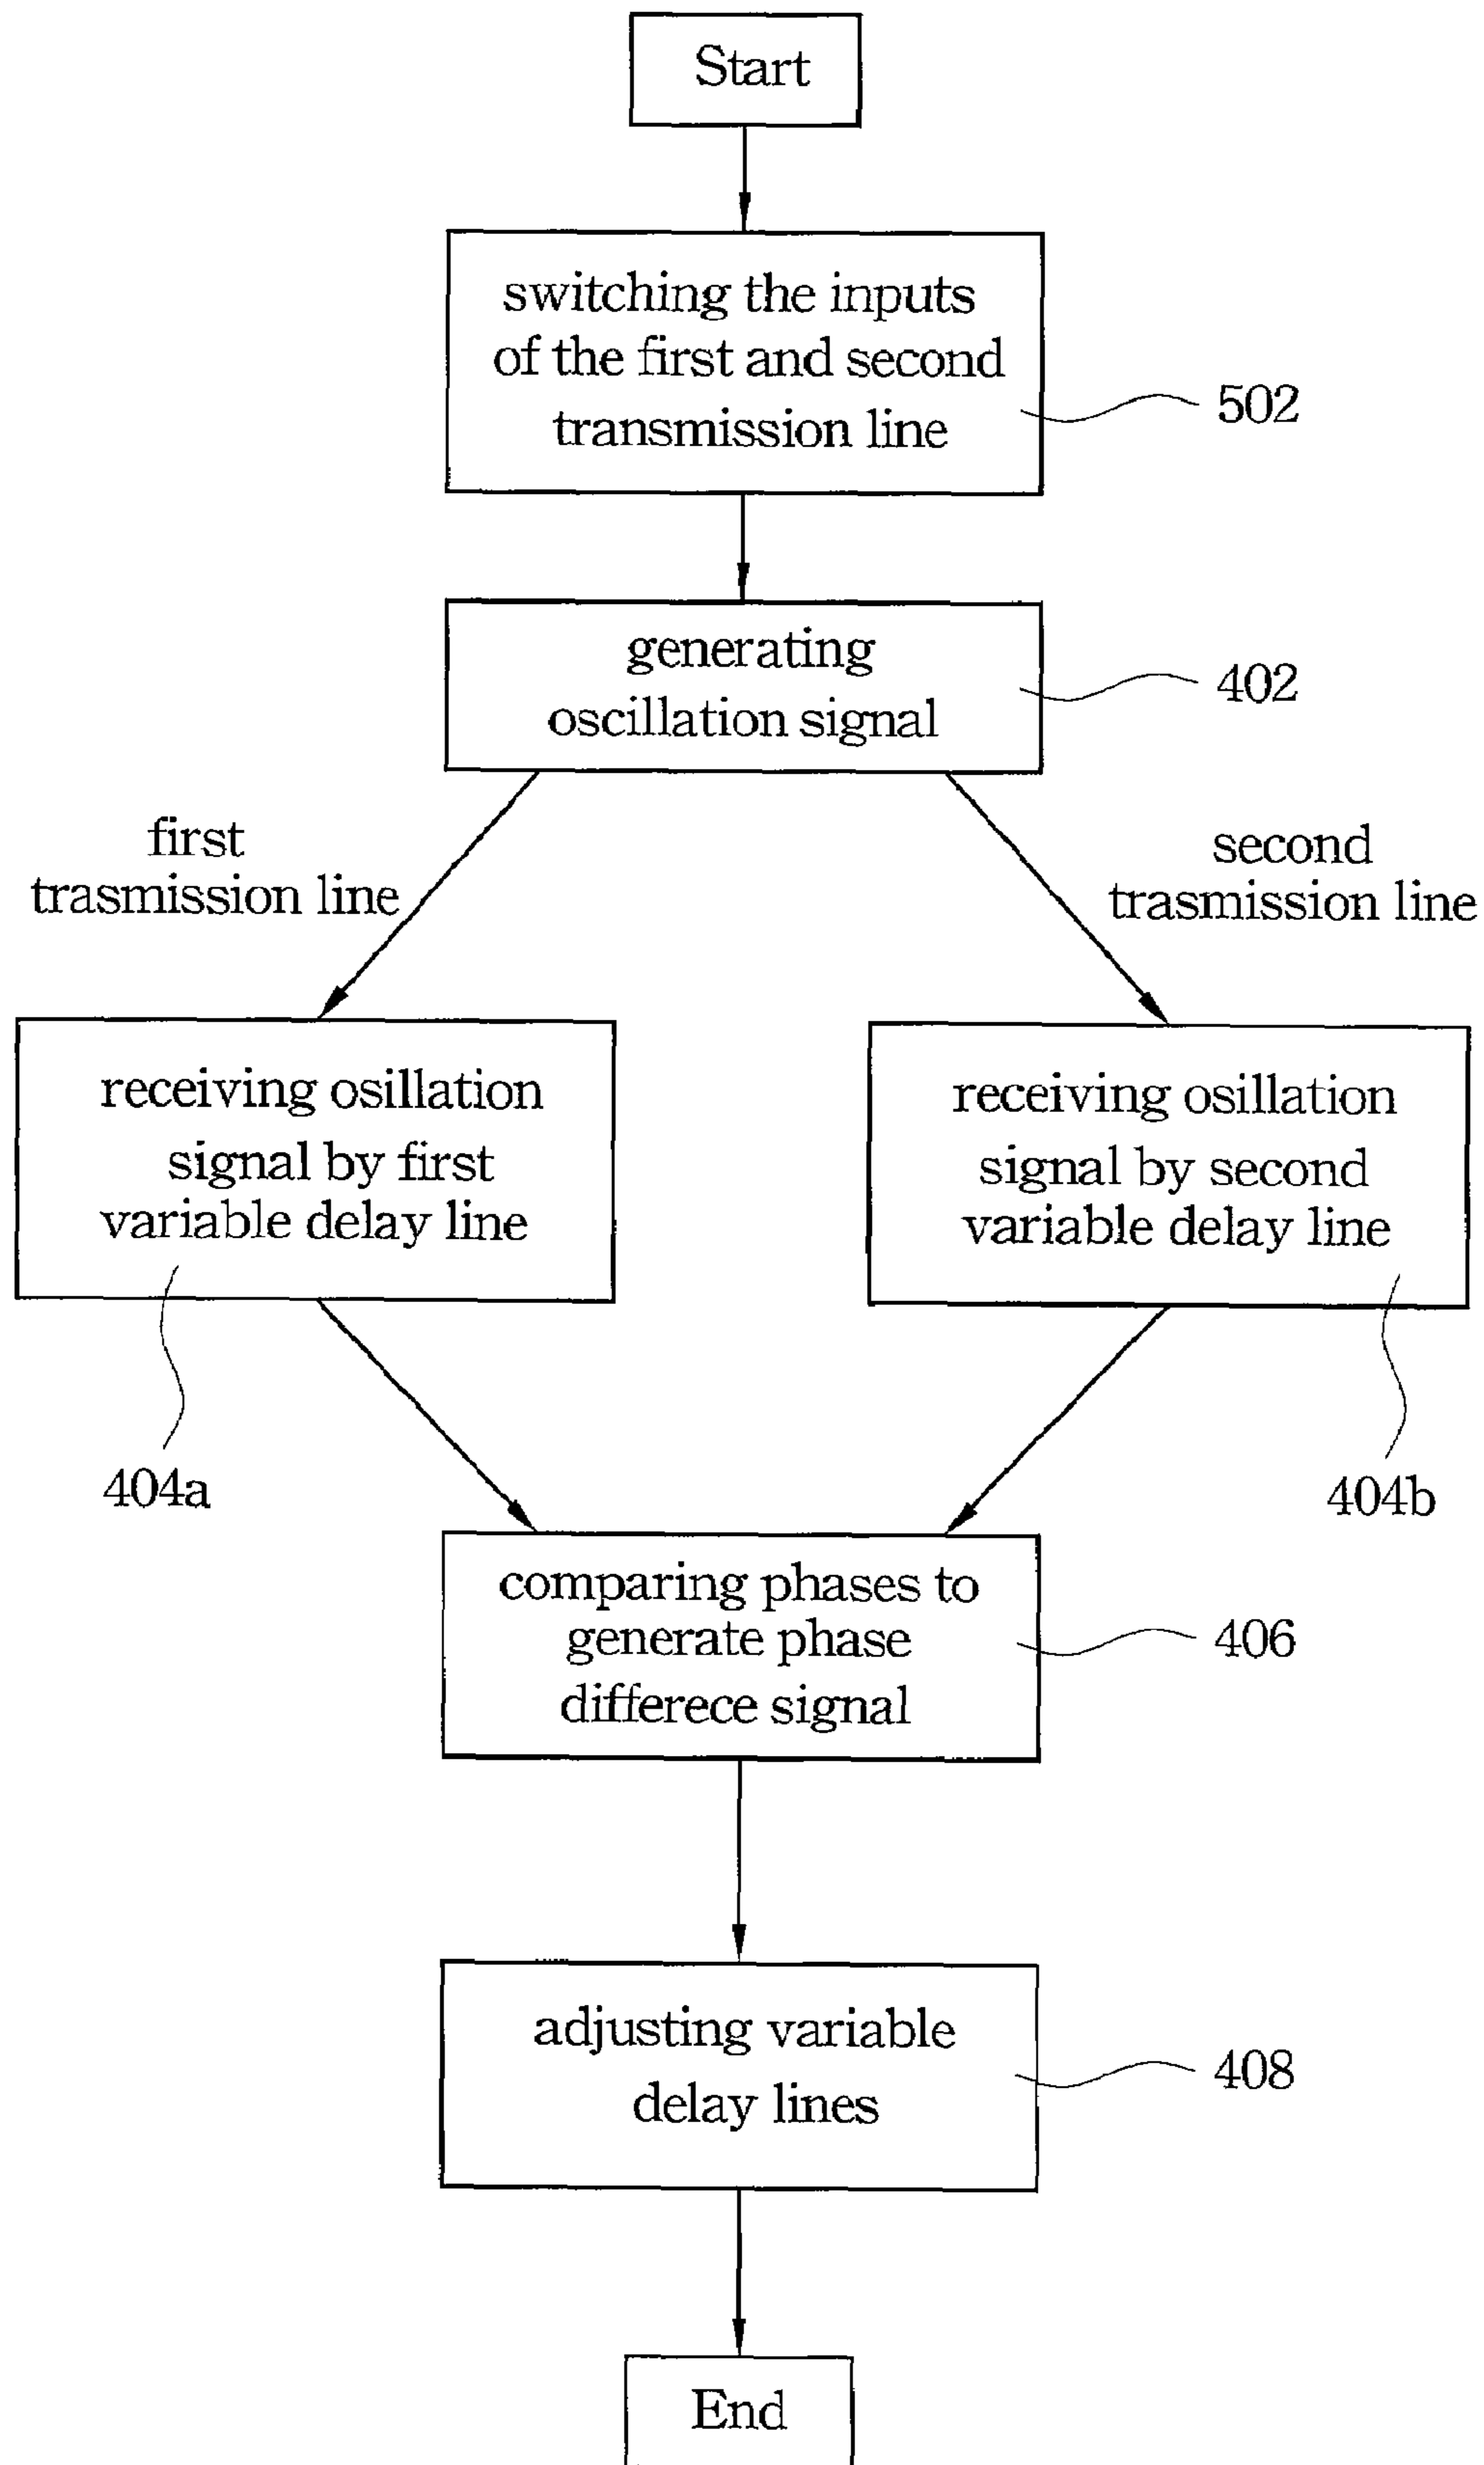 Start
switching the inputs
of the first and second
transmission line
502
generating
oscillation signal
402
first
trasmission line
second
trasmission line
receiving osillation
signal by first
variable delay line
404a
receiving osillation
signal by second
variable delay line
404b
comparing phases to
generate phase
differece signal
406
adjusting variable
delay lines
408
End